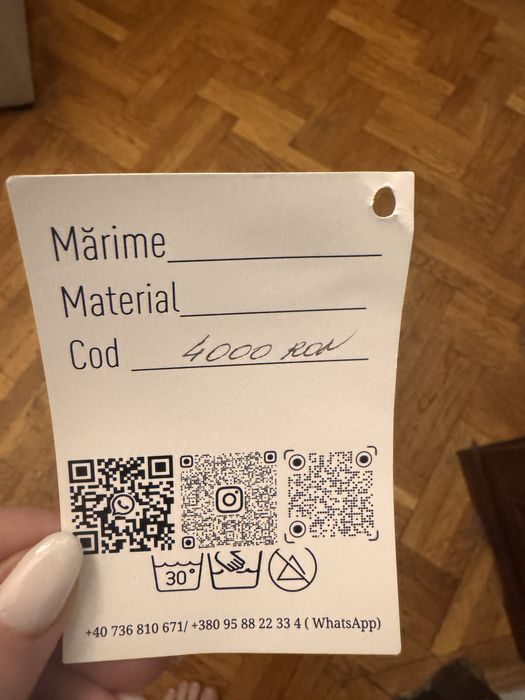 Mărime
Material
Cod 4000 RON
30°
+40 736 810 671/ +380 95 88 22 33 4 ( WhatsApp)